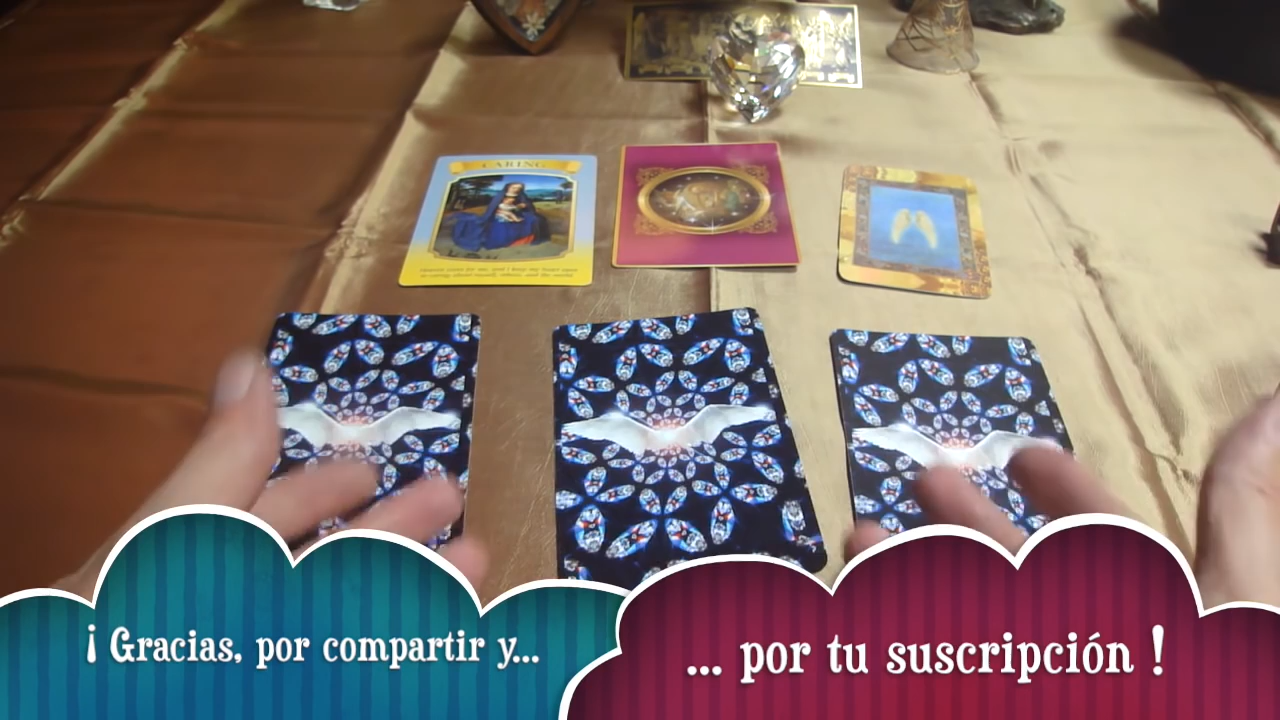 CARING
¡ Gracias, por compartir y...
... por tu suscripción !